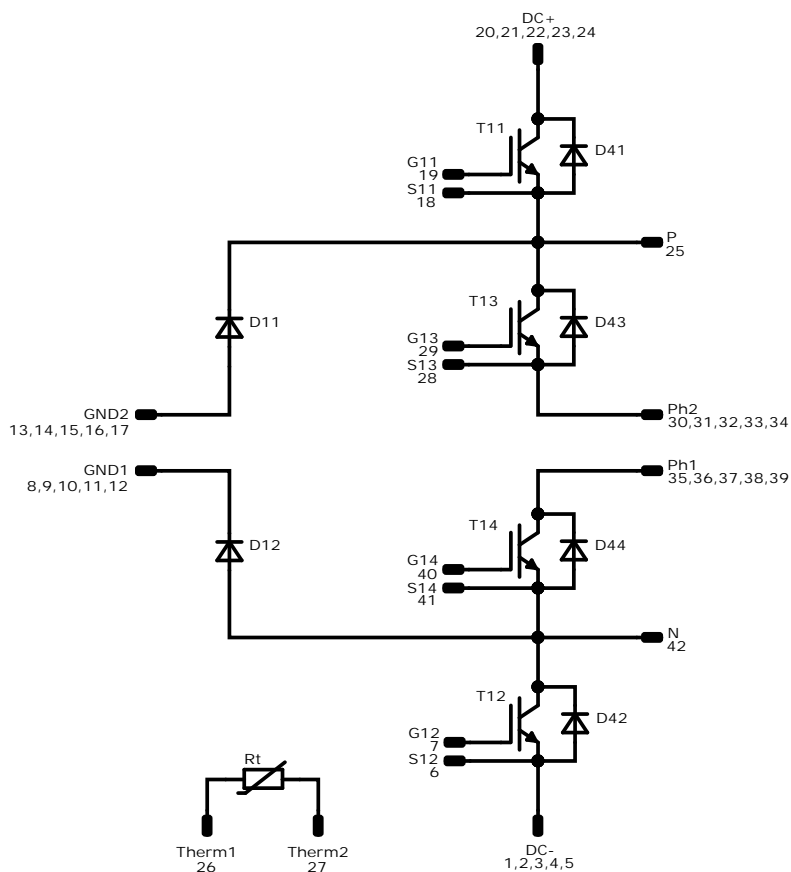 DC+
20,21,22,23,24
T11
D41
G11
19
S11
18
P
25
T13
D11
D43
G13
29
S13
28
GND2
13,14,15,16,17
Ph2
30,31,32,33,34
GND1
8,9,10,11,12
Ph1
35,36,37,38,39
T14
D12
D44
G14
40
S14
41
N
42
T12
D42
G12
7
S12
6
Rt
Therm1
26
Therm2
27
DC-
1,2,3,4,5